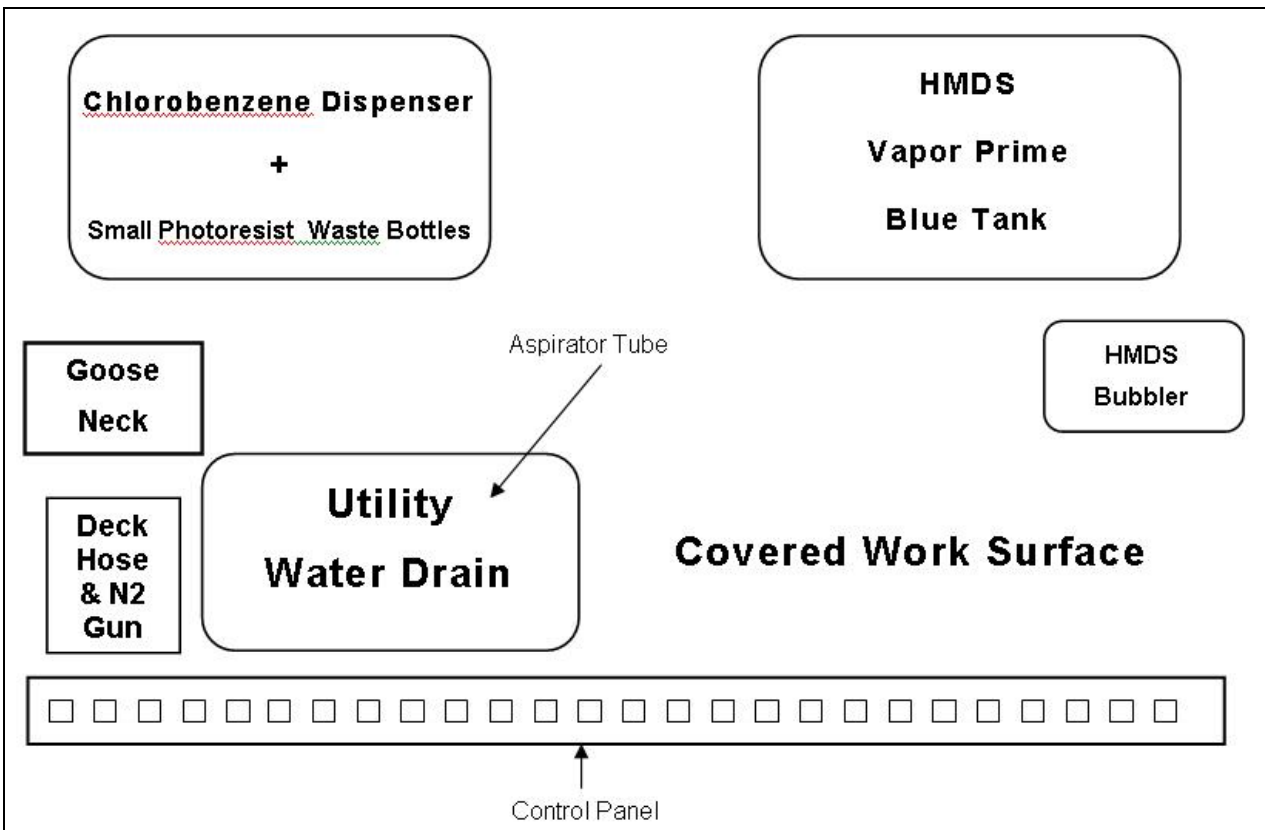 Chlorobenzene Dispenser
+
Small Photoresist Waste Bottles
HMDS
Vapor Prime
Blue Tank
Aspirator Tube
HMDS
Bubbler
Goose
Neck
Utility
Water Drain
Deck
Hose
& N2
Gun
Covered Work Surface
Control Panel